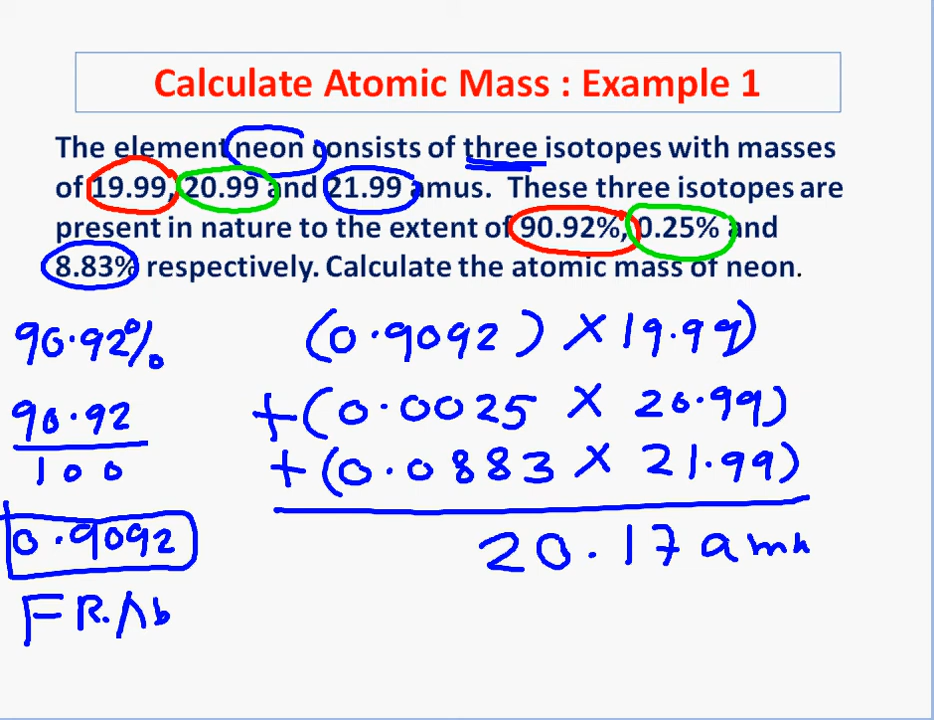 Calculate Atomic Mass : Example 1
The element neon consists of three isotopes with masses
of 19.99, 20.99 and 21.99 amus. These three isotopes are
present in nature to the extent of 90.92%, 0.25% and
8.83% respectively. Calculate the atomic mass of neon.
90.92%
90.92
100
0.9092
FR.Ab
(0.9092) × 19.99)
+(0.0025 × 20.99)
+(0.0883 × 21.99)
20.17 amu